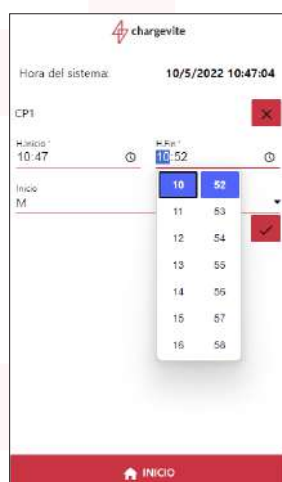 chargevite
Hora del sistema: 10/5/2022 10:47:04
CP1
H.Inicio * H.Fin *
10:47 10:52
Inicio
M
10 52
11 53
12 54
13 55
14 56
15 57
16 58
INICIO